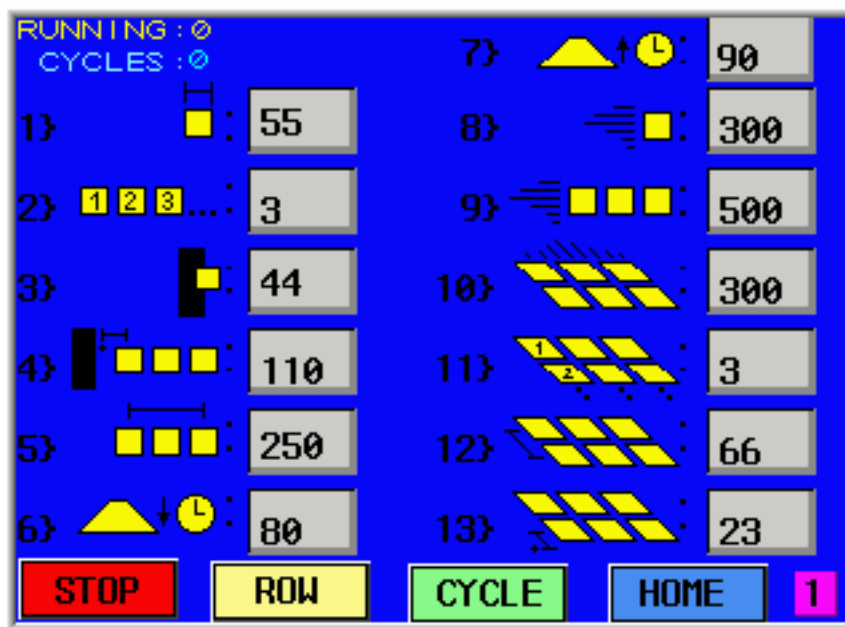 RUNNING :0
CYCLES :0
1} : 55
2} 1 2 3 ... : 3
3} : 44
4} : 110
5} : 250
6} : 80
7} : 90
8} : 300
9} : 500
10} : 300
11} 1 2 : 3
12} : 66
13} : 23
STOP ROW CYCLE HOME 1